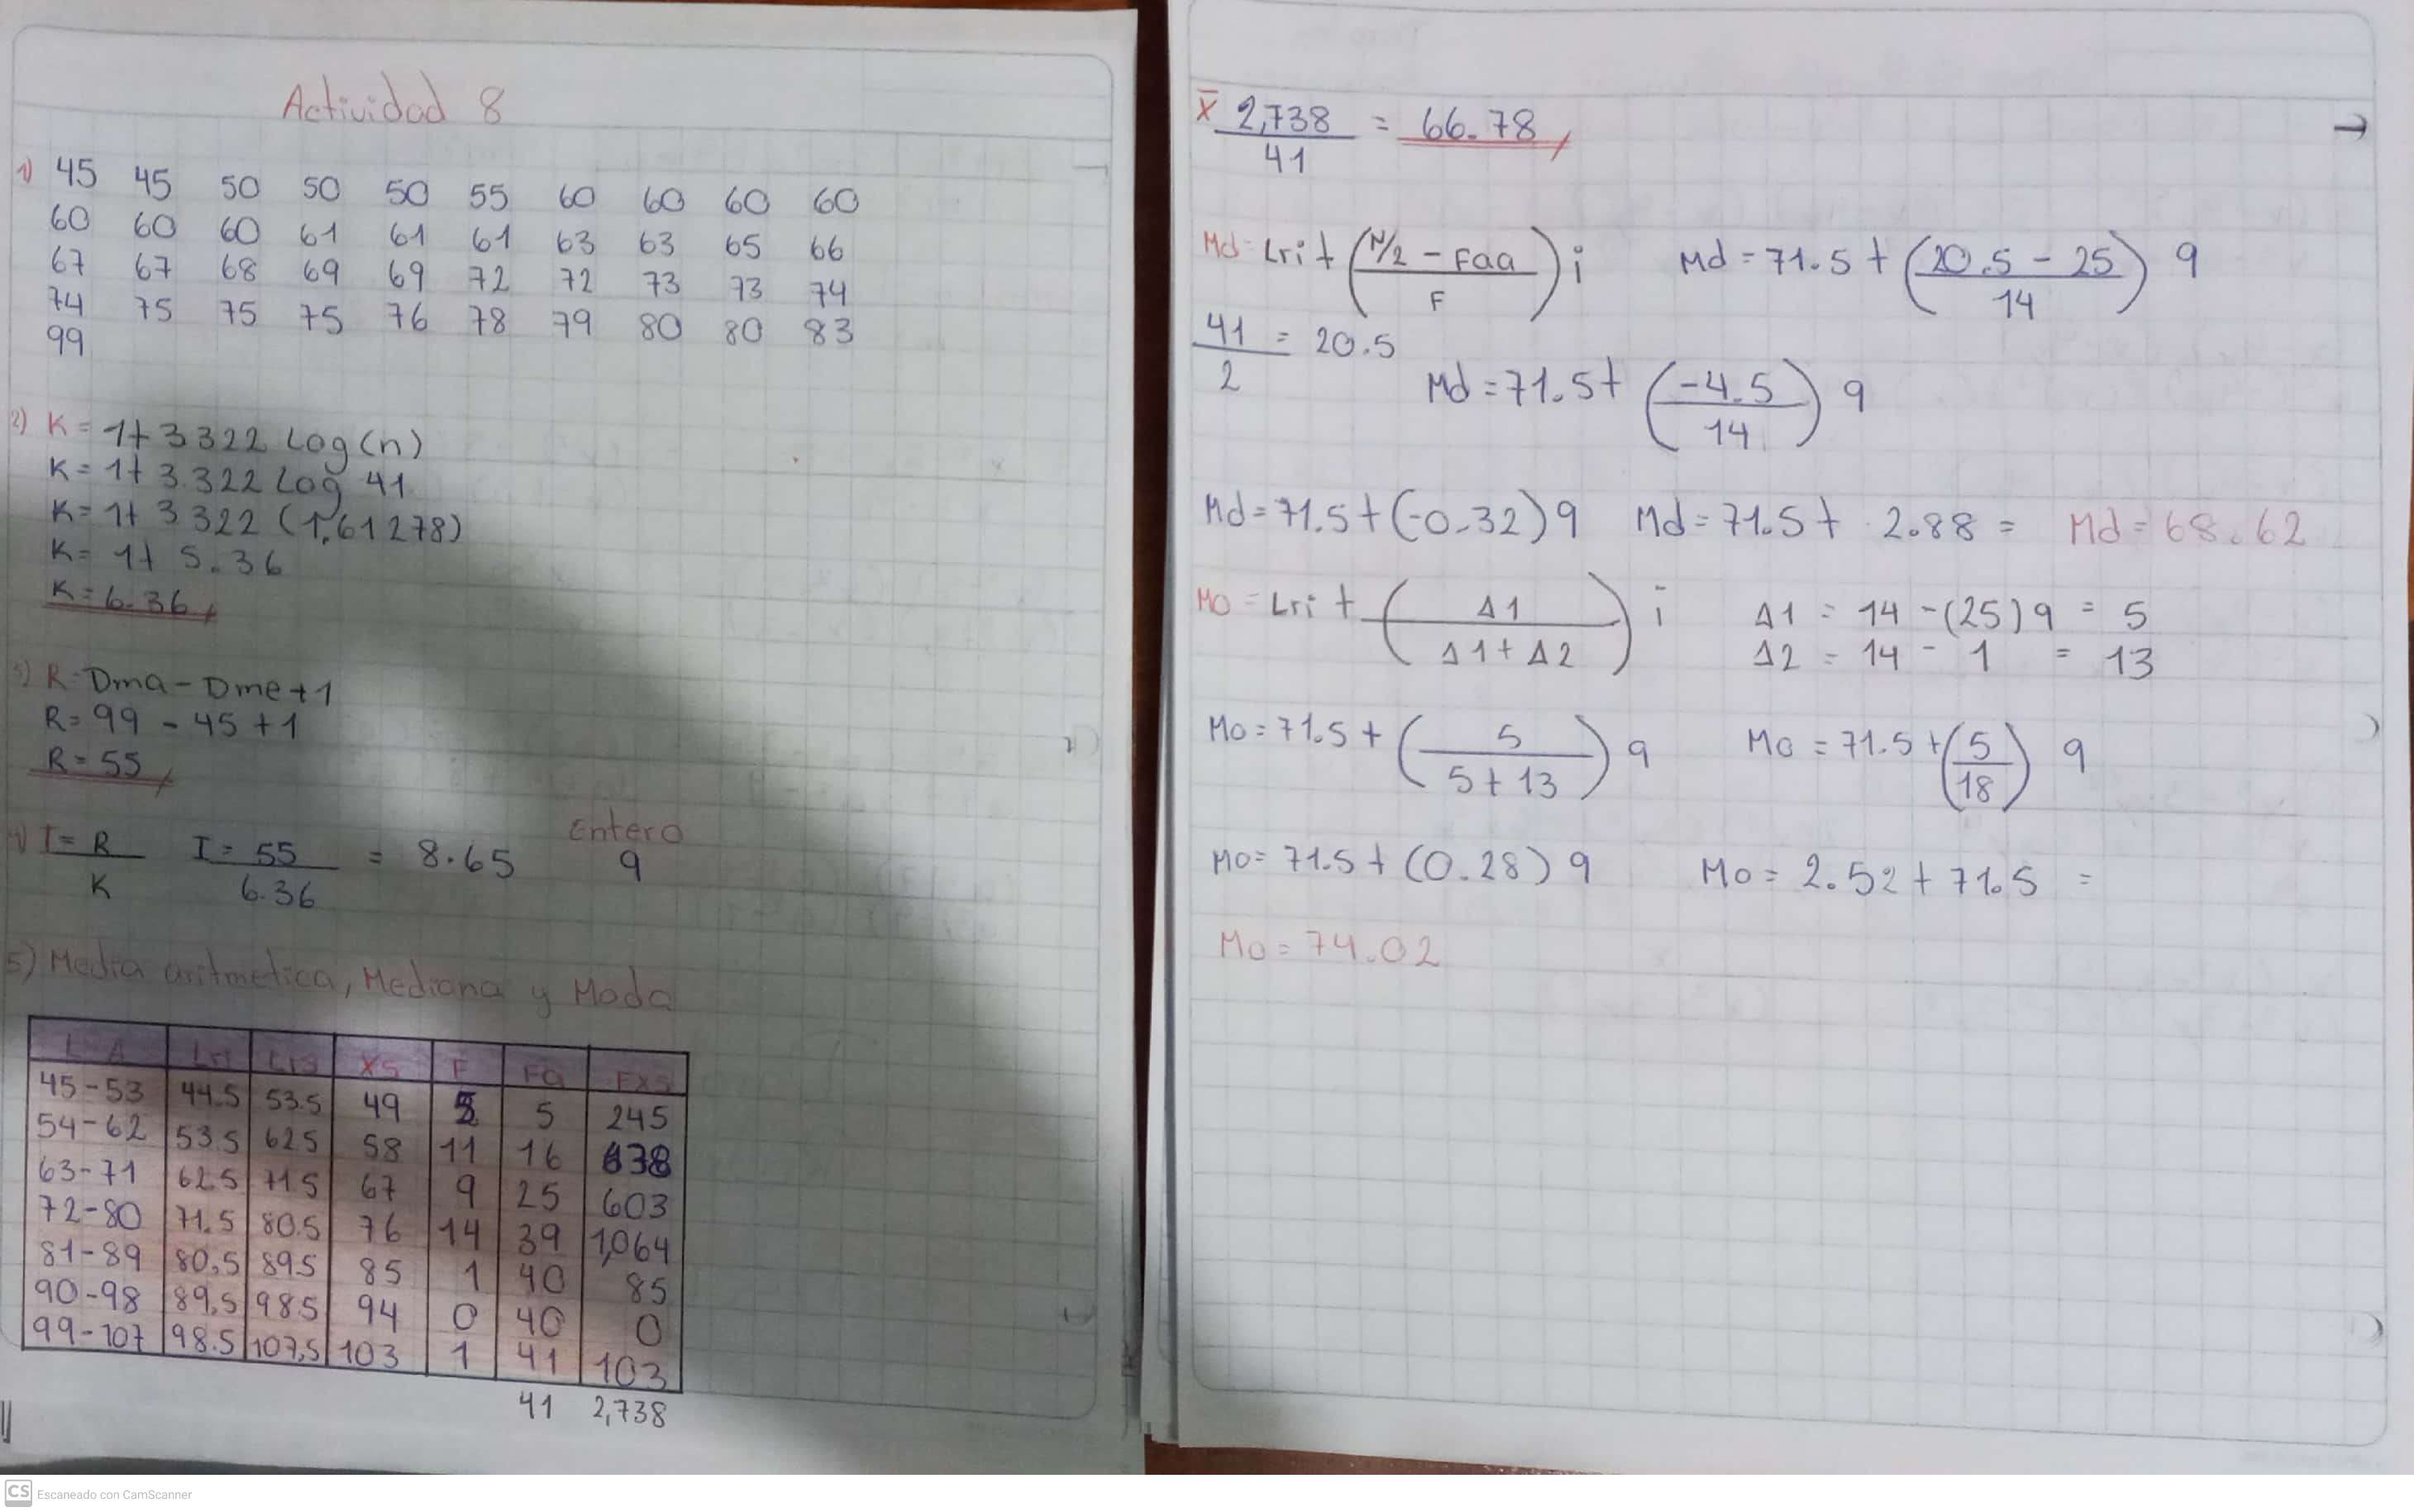 Actividad 8
1) 45 45 50 50 50 55 60 60 60 60
60 60 60 61 61 61 63 63 65 66
67 67 68 69 69 72 72 73 73 74
74 75 75 75 76 78 79 80 80 83
99
2) K = 1+ 3322 Log(n)
K = 1+ 3.322 Log 41
K = 1+ 3 322 (1,61278)
K = 1+ 5.36
K = 6.36
3) R = Dma - Dme + 1
R = 99 - 45 + 1
R = 55
4) I = R / K I = 55 / 6.36 = 8.65 Entero 9
5) Media aritmetica, Mediana y Moda
Lri Lrs XS F Fa FXS
45-53 44.5 53.5 49 5 5 245
54-62 53.5 625 58 11 16 638
63-71 62.5 71.5 67 9 25 603
72-80 71.5 80.5 76 14 39 1,064
81-89 80,5 895 85 1 40 85
90-98 89,5 985 94 0 40 0
99-107 98.5 107,5 103 1 41 103
41 2,738
X̄ 2,738 / 41 = 66.78
Md = Lri + (N/2 - Faa / F) i Md = 71.5 + (20.5 - 25 / 14) 9
41 / 2 = 20.5
Md = 71.5 + (-4.5 / 14) 9
Md = 71.5 + (-0.32) 9 Md = 71.5 + 2.88 = Md = 68.62
Mo = Lri + (Δ1 / Δ1 + Δ2) i Δ1 = 14 - (25) 9 = 5
Δ2 = 14 - 1 = 13
Mo = 71.5 + (5 / 5 + 13) 9 Mo = 71.5 + (5 / 18) 9
Mo = 71.5 + (0.28) 9 Mo = 2.52 + 71.5 =
Mo = 74.02
CS Escaneado con CamScanner